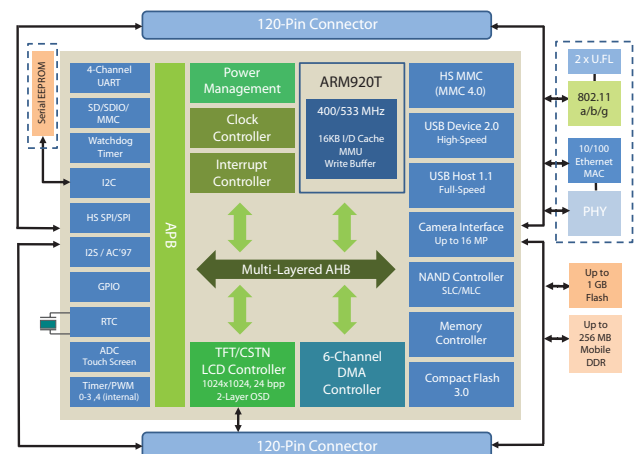 120-Pin Connector
Serial EEPROM
4-Channel
UART
SD/SDIO/
MMC
Watchdog
Timer
I2C
HS SPI/SPI
I2S / AC'97
GPIO
RTC
ADC
Touch Screen
Timer/PWM
0-3 ,4 (internal)
APB
Power
Management
Clock
Controller
Interrupt
Controller
ARM920T
400/533 MHz
16KB I/D Cache
MMU
Write Buffer
Multi-Layered AHB
TFT/CSTN
LCD Controller
1024x1024, 24 bpp
2-Layer OSD
6-Channel
DMA
Controller
HS MMC
(MMC 4.0)
USB Device 2.0
High-Speed
USB Host 1.1
Full-Speed
Camera Interface
Up to 16 MP
NAND Controller
SLC/MLC
Memory
Controller
Compact Flash
3.0
2 x U.FL
802.11
a/b/g
10/100
Ethernet
MAC
PHY
Up to
1 GB
Flash
Up to
256 MB
Mobile
DDR
120-Pin Connector